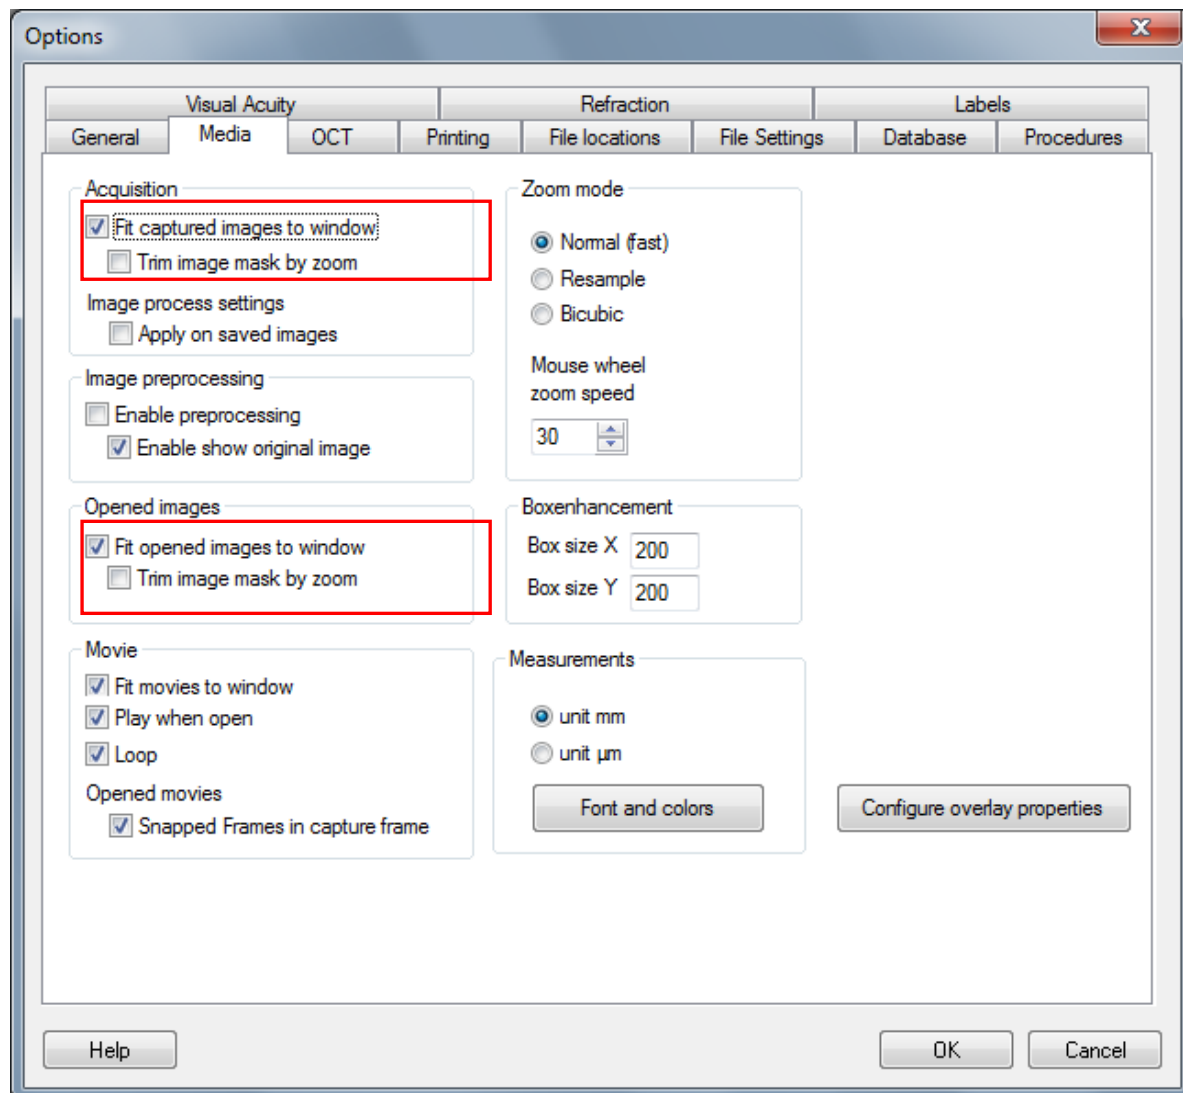 Options
Visual Acuity
Refraction
Labels
General
Media
OCT
Printing
File locations
File Settings
Database
Procedures
Acquisition
Fit captured images to window
Trim image mask by zoom
Image process settings
Apply on saved images
Image preprocessing
Enable preprocessing
Enable show original image
Opened images
Fit opened images to window
Trim image mask by zoom
Movie
Fit movies to window
Play when open
Loop
Opened movies
Snapped Frames in capture frame
Zoom mode
Normal (fast)
Resample
Bicubic
Mouse wheel
zoom speed
30
Boxenhancement
Box size X 200
Box size Y 200
Measurements
unit mm
unit µm
Font and colors
Configure overlay properties
Help
OK
Cancel